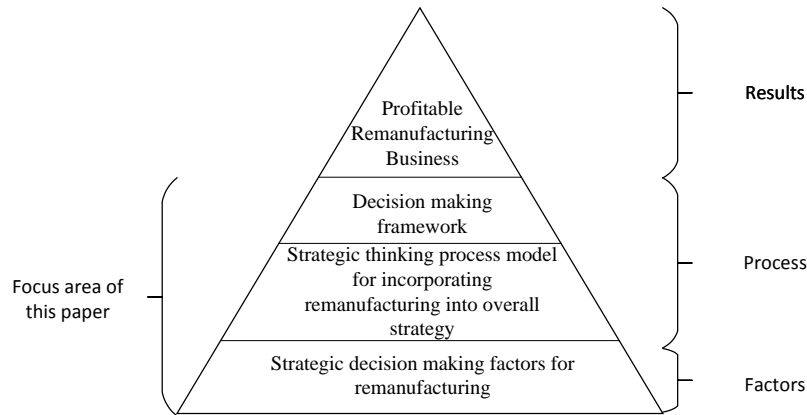 Profitable
Remanufacturing
Business
Decision making
framework
Strategic thinking process model
for incorporating
remanufacturing into overall
strategy
Strategic decision making factors for
remanufacturing
Focus area of
this paper
Results
Process
Factors